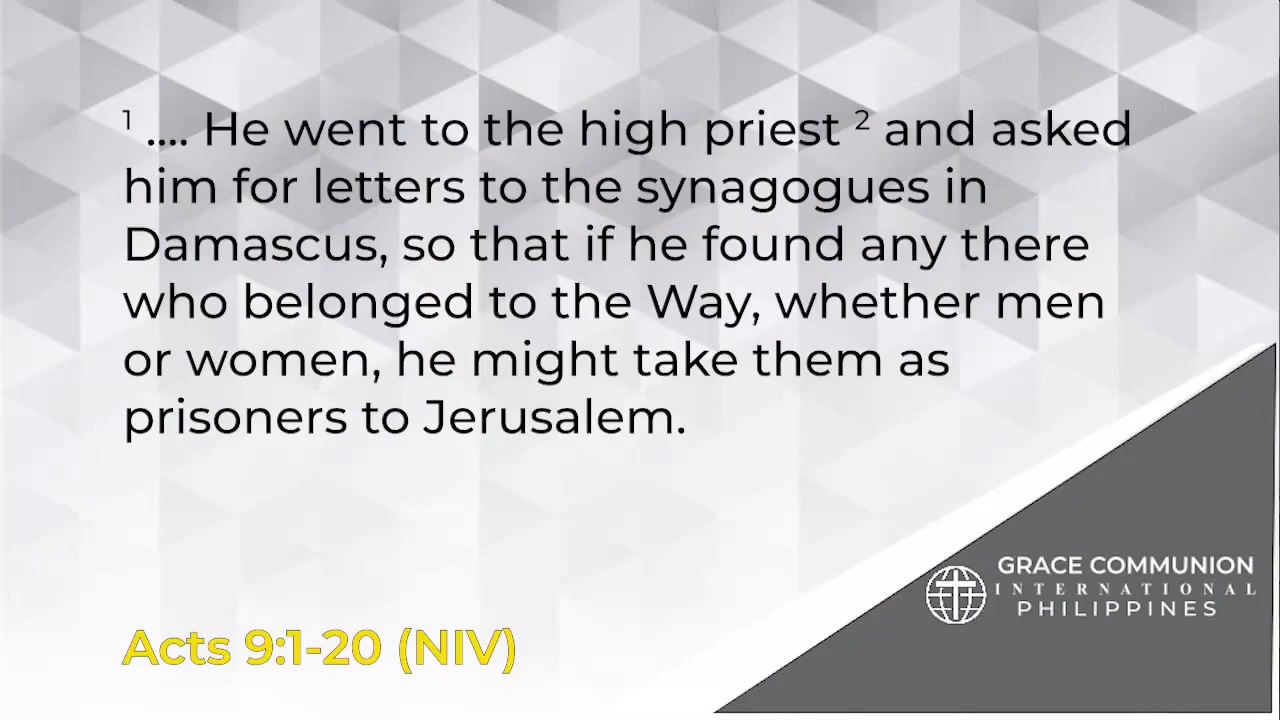 ¹ .... He went to the high priest ² and asked
him for letters to the synagogues in
Damascus, so that if he found any there
who belonged to the Way, whether men
or women, he might take them as
prisoners to Jerusalem.
GRACE COMMUNION
INTERNATIONAL
PHILIPPINES
Acts 9:1-20 (NIV)